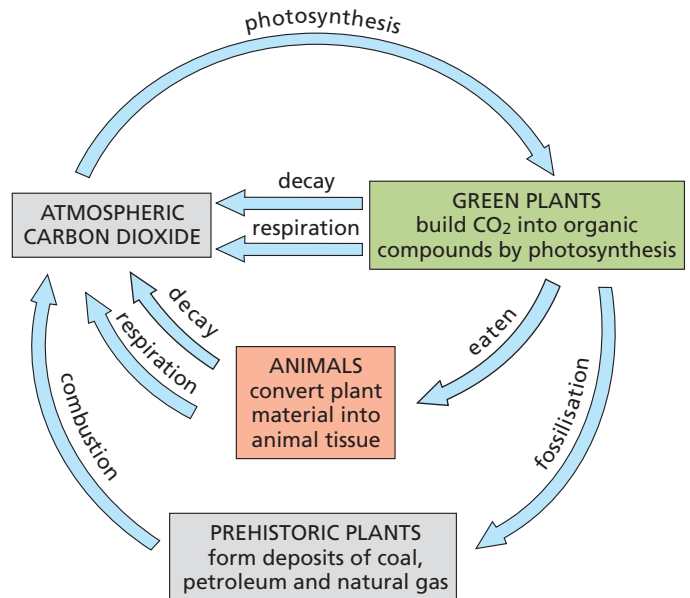 photosynthesis
ATMOSPHERIC
CARBON DIOXIDE
decay
respiration
GREEN PLANTS
build CO₂ into organic
compounds by photosynthesis
decay
respiration
combustion
ANIMALS
convert plant
material into
animal tissue
eaten
fossilisation
PREHISTORIC PLANTS
form deposits of coal,
petroleum and natural gas